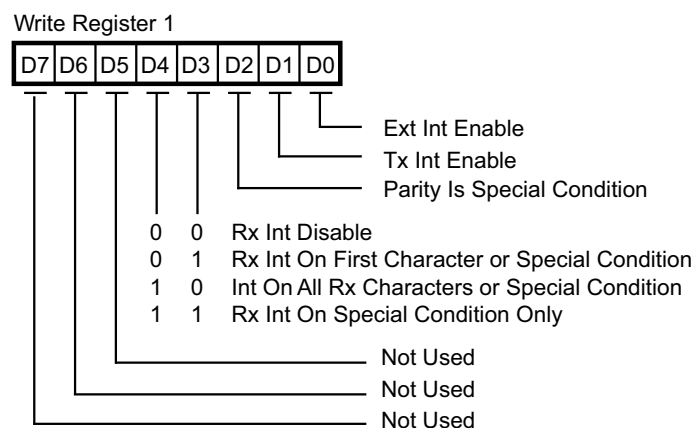 Write Register 1
D7 D6 D5 D4 D3 D2 D1 D0
Ext Int Enable
Tx Int Enable
Parity Is Special Condition
0 0 Rx Int Disable
0 1 Rx Int On First Character or Special Condition
1 0 Int On All Rx Characters or Special Condition
1 1 Rx Int On Special Condition Only
Not Used
Not Used
Not Used